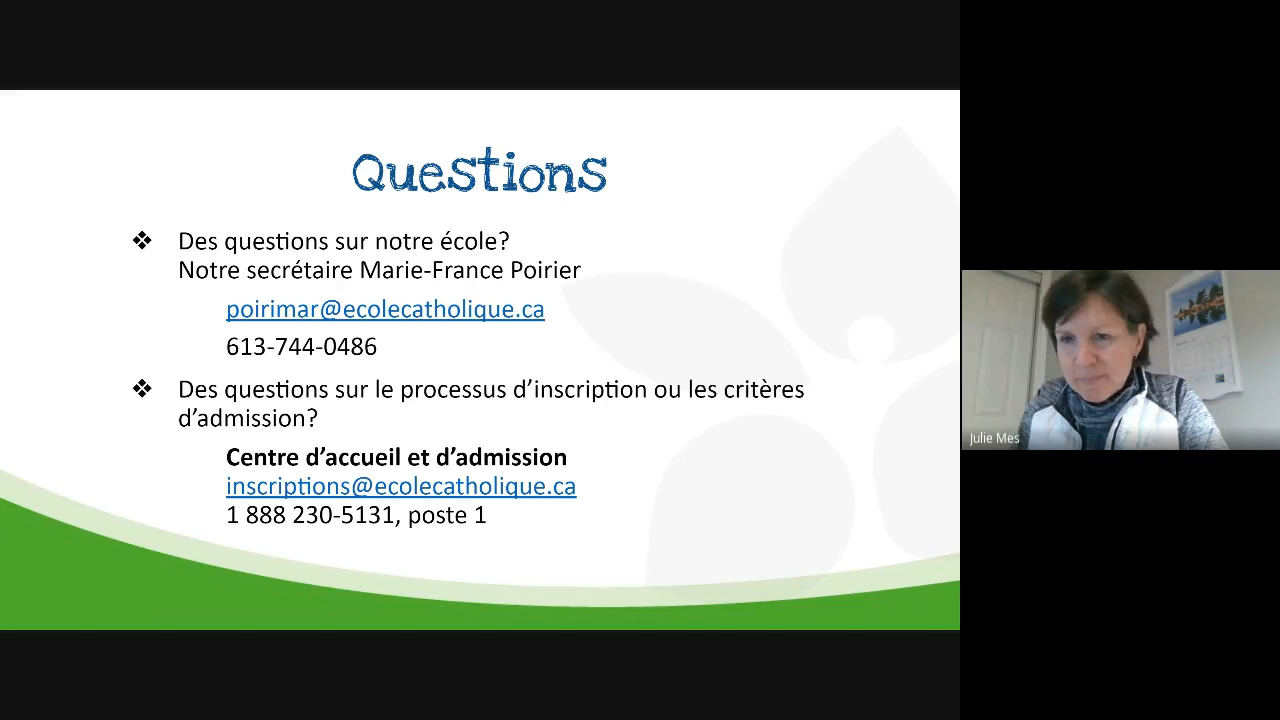 Questions
❖ Des questions sur notre école?
Notre secrétaire Marie-France Poirier
poirimar@ecolecatholique.ca
613-744-0486
❖ Des questions sur le processus d’inscription ou les critères
d’admission?
Centre d’accueil et d’admission
inscriptions@ecolecatholique.ca
1 888 230-5131, poste 1
Julie Mes